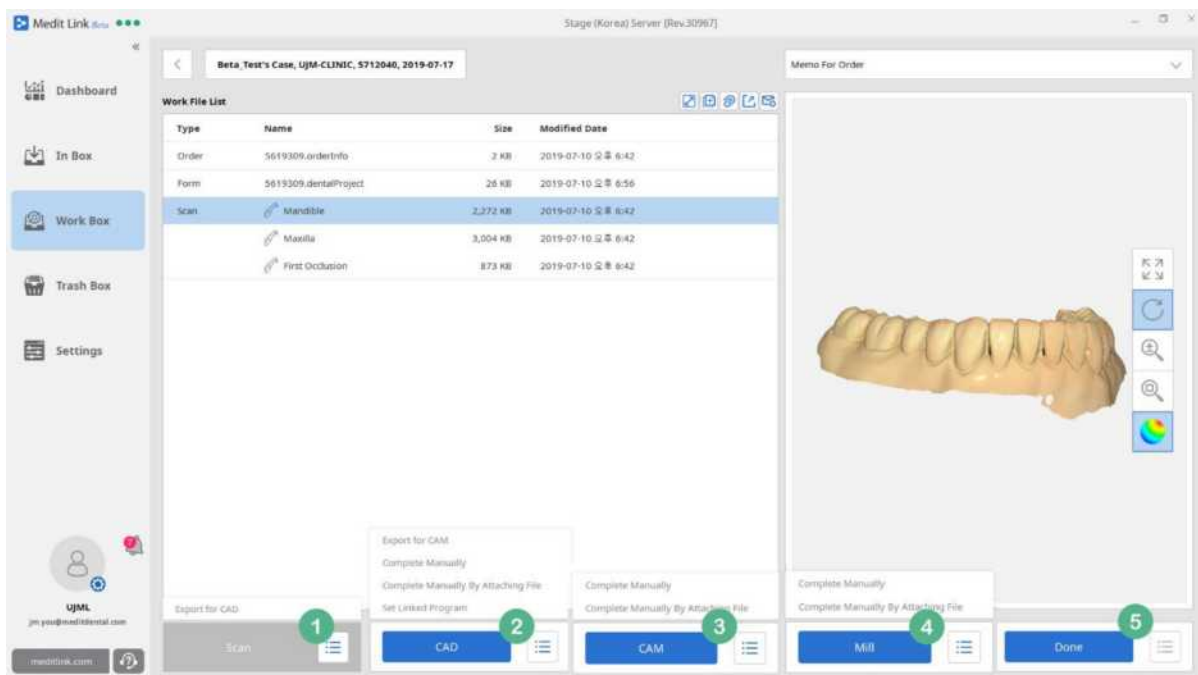 Medit Link Beta
Stage (Korea) Server [Rev.30967]
Dashboard
In Box
Work Box
Trash Box
Settings
UJML
jm.you@meditdental.com
meditlink.com
Beta_Test's Case, UJM-CLINIC, 5712040, 2019-07-17
Memo For Order
Work File List
Type Name Size Modified Date
Order 5619309.orderInfo 2 KB 2019-07-10 오후 6:42
Form 5619309.dentalProject 26 KB 2019-07-10 오후 6:56
Scan Mandible 2,272 KB 2019-07-10 오후 6:42
Maxilla 3,004 KB 2019-07-10 오후 6:42
First Occlusion 873 KB 2019-07-10 오후 6:42
Export for CAD
Scan
1
Export for CAM
Complete Manually
Complete Manually By Attaching File
Set Linked Program
CAD
2
Complete Manually
Complete Manually By Attaching File
CAM
3
Complete Manually
Complete Manually By Attaching File
Mill
4
Done
5